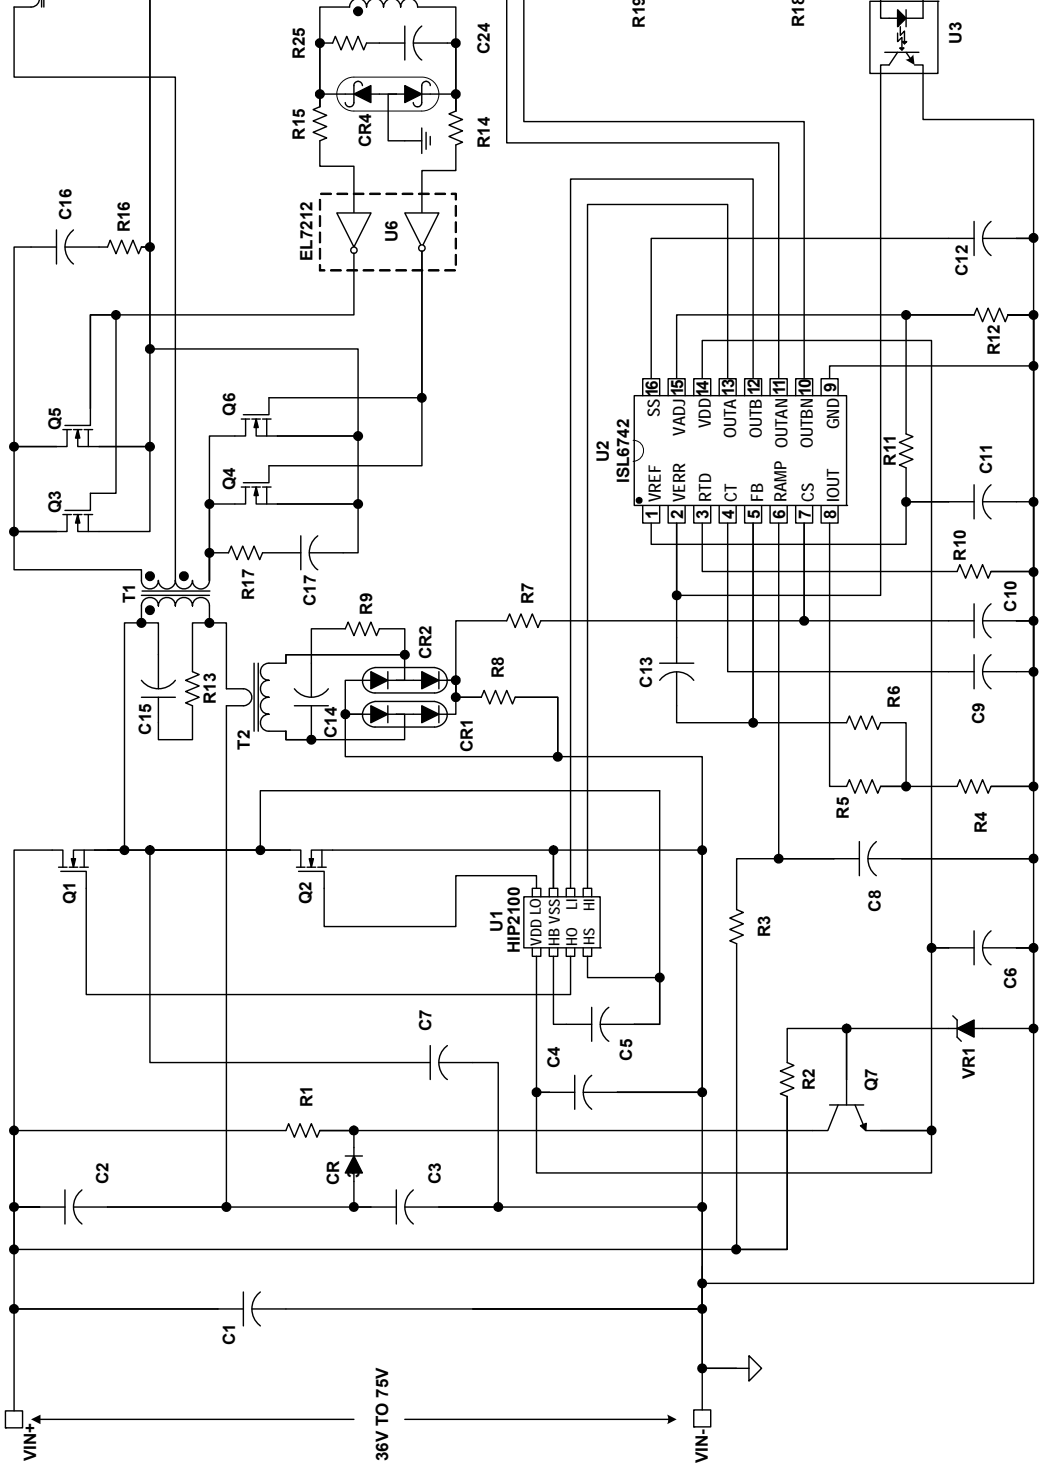 R25
C24
R19
R18
U3
R15
CR4
R14
C16
R16
EL7212
U6
C12
R12
Q5
Q6
Q3
Q4
U2
ISL6742
16 SS
15 VADJ
14 VDD
13 OUTA
12 OUTB
11 OUTAN
10 OUTBN
9 GND
1 VREF
2 VERR
3 RTD
4 CT
5 FB
6 RAMP
7 CS
8 IOUT
R11
C11
R10
C10
T1
R17
C17
R9
R7
CR2
R8
C13
R6
C9
C15
R13
T2
C14
CR1
R5
R4
Q1
Q2
U1
HIP2100
VDD LO
HB VSS
HO LI
HS HI
R3
C8
C6
C7
C4
C5
R2
Q7
VR1
R1
CR
C2
C3
C1
VIN+
36V TO 75V
VIN-